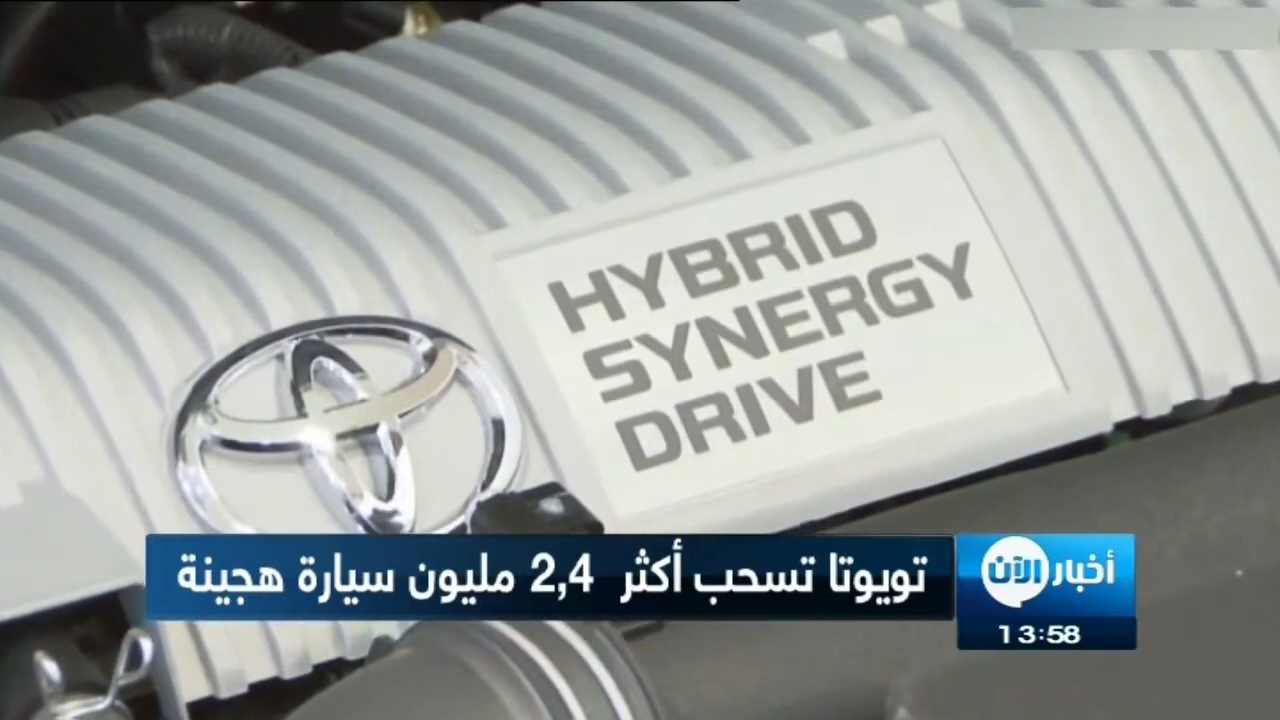 HYBRID
SYNERGY
DRIVE
تويوتا تسحب أكثر 2,4 مليون سيارة هجينة
أخبار الآن
13:58